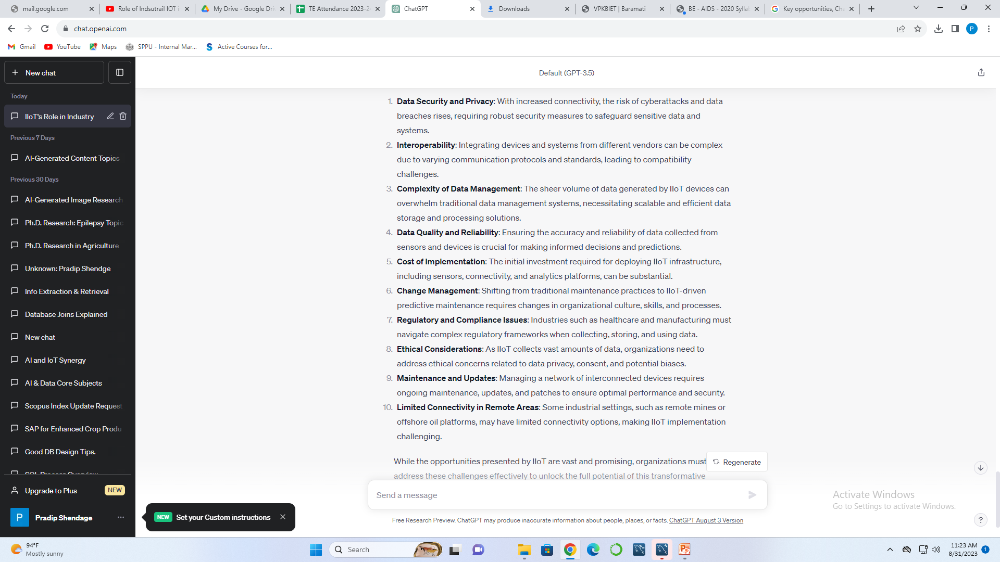 mail.google.com
Role of Indsutrail IOT i
My Drive - Google Dri
TE Attendance 2023-2
ChatGPT
Downloads
VPKBIET | Baramati
BE - AIDS - 2020 Sylla
Key opportunities, Cha
chat.openai.com
P
Gmail
YouTube
Maps
SPPU - Internal Mar...
Active Courses for...
New chat
Default (GPT-3.5)
Today
IIoT's Role in Industry
Previous 7 Days
AI-Generated Content Topics
Previous 30 Days
AI-Generated Image Research
Ph.D. Research: Epilepsy Topic
Ph.D. Research in Agriculture
Unknown: Pradip Shendge
Info Extraction & Retrieval
Database Joins Explained
New chat
AI and IoT Synergy
AI & Data Core Subjects
Scopus Index Update Request
SAP for Enhanced Crop Produ
Good DB Design Tips.
SQL Process Overview
Upgrade to Plus
NEW
P
Pradip Shendage
1. Data Security and Privacy: With increased connectivity, the risk of cyberattacks and data
breaches rises, requiring robust security measures to safeguard sensitive data and
systems.
2. Interoperability: Integrating devices and systems from different vendors can be complex
due to varying communication protocols and standards, leading to compatibility
challenges.
3. Complexity of Data Management: The sheer volume of data generated by IIoT devices can
overwhelm traditional data management systems, necessitating scalable and efficient data
storage and processing solutions.
4. Data Quality and Reliability: Ensuring the accuracy and reliability of data collected from
sensors and devices is crucial for making informed decisions and predictions.
5. Cost of Implementation: The initial investment required for deploying IIoT infrastructure,
including sensors, connectivity, and analytics platforms, can be substantial.
6. Change Management: Shifting from traditional maintenance practices to IIoT-driven
predictive maintenance requires changes in organizational culture, skills, and processes.
7. Regulatory and Compliance Issues: Industries such as healthcare and manufacturing must
navigate complex regulatory frameworks when collecting, storing, and using data.
8. Ethical Considerations: As IIoT collects vast amounts of data, organizations need to
address ethical concerns related to data privacy, consent, and potential biases.
9. Maintenance and Updates: Managing a network of interconnected devices requires
ongoing maintenance, updates, and patches to ensure optimal performance and security.
10. Limited Connectivity in Remote Areas: Some industrial settings, such as remote mines or
offshore oil platforms, may have limited connectivity options, making IIoT implementation
challenging.
While the opportunities presented by IIoT are vast and promising, organizations must
address these challenges effectively to unlock the full potential of this transformative
Regenerate
Send a message
NEW Set your Custom instructions
Free Research Preview. ChatGPT may produce inaccurate information about people, places, or facts. ChatGPT August 3 Version
Activate Windows
Go to Settings to activate Windows.
?
94°F
Mostly sunny
Search
11:23 AM
8/31/2023
1